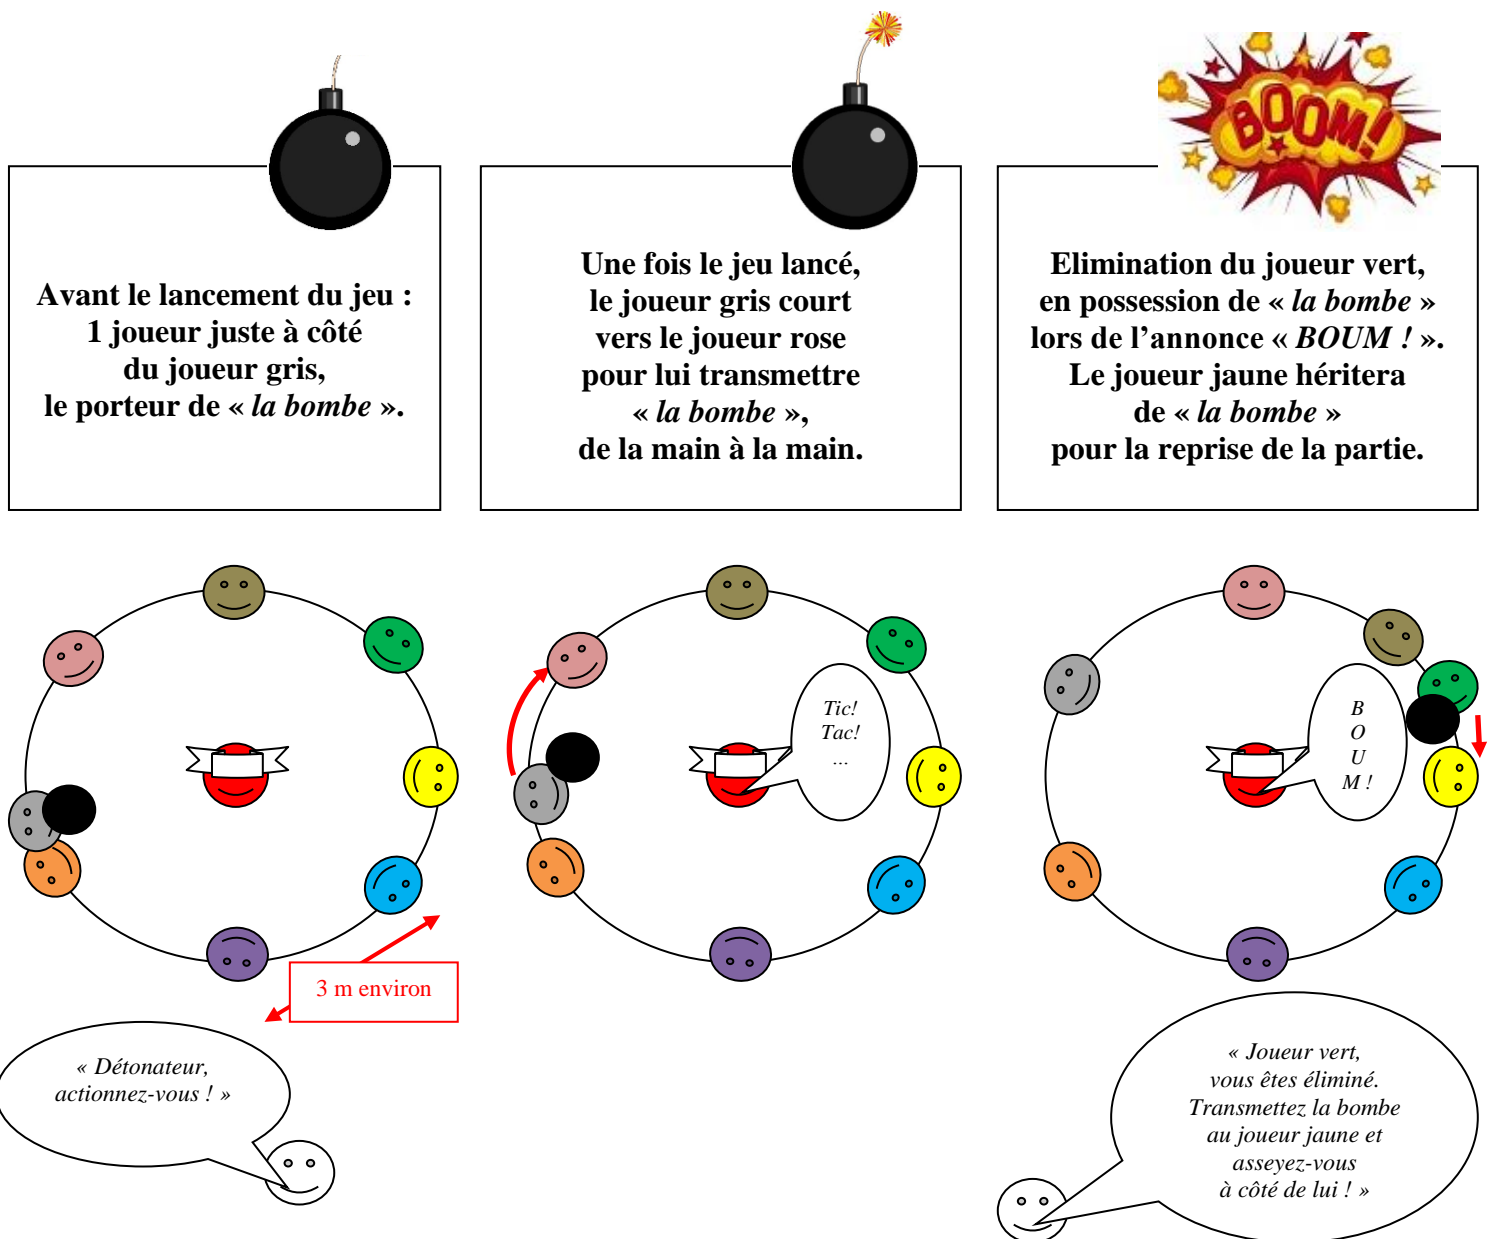 BOOM!
Avant le lancement du jeu :
1 joueur juste à côté
du joueur gris,
le porteur de « la bombe ».
Une fois le jeu lancé,
le joueur gris court
vers le joueur rose
pour lui transmettre
« la bombe »,
de la main à la main.
Elimination du joueur vert,
en possession de « la bombe »
lors de l’annonce « BOUM ! ».
Le joueur jaune héritera
de « la bombe »
pour la reprise de la partie.
Tic!
Tac!
...
B
O
U
M !
3 m environ
« Détonateur,
actionnez-vous ! »
« Joueur vert,
vous êtes éliminé.
Transmettez la bombe
au joueur jaune et
asseyez-vous
à côté de lui ! »